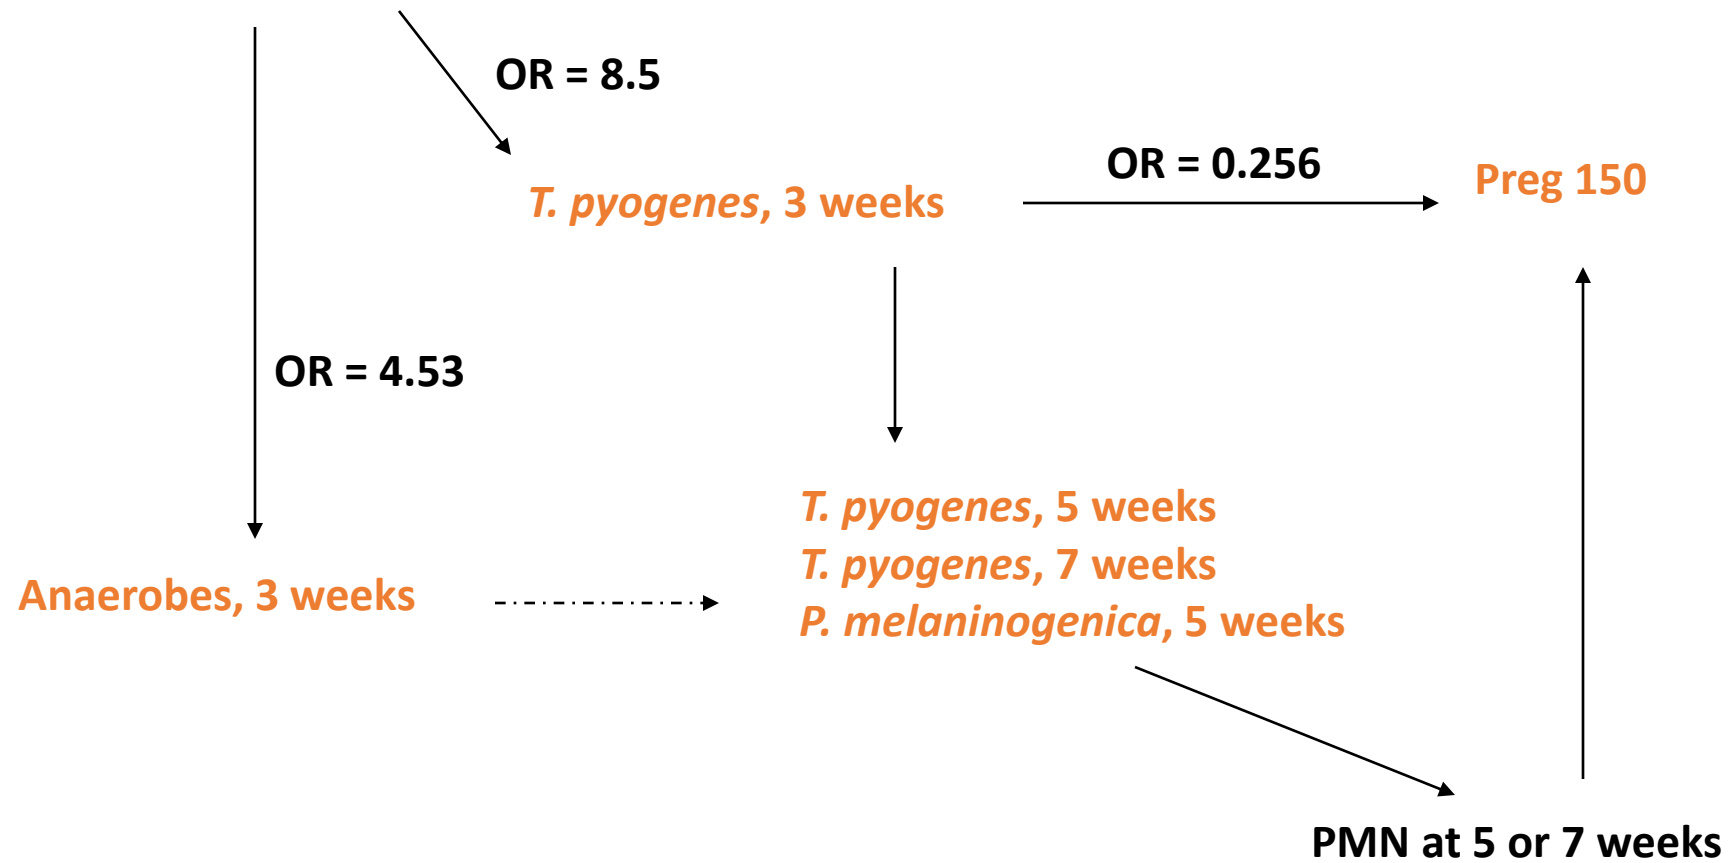 OR = 8.5
OR = 0.256
Preg 150
T. pyogenes, 3 weeks
OR = 4.53
T. pyogenes, 5 weeks
T. pyogenes, 7 weeks
Anaerobes, 3 weeks
P. melaninogenica, 5 weeks
PMN at 5 or 7 weeks